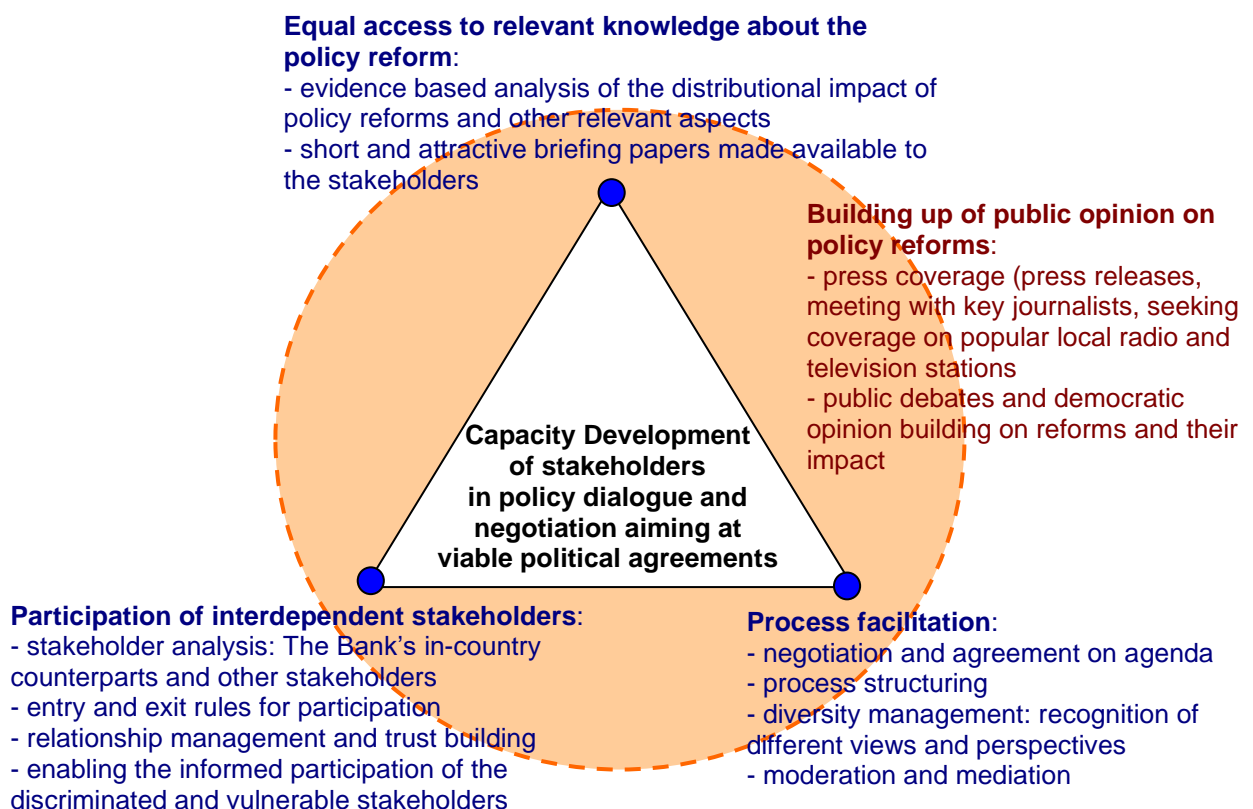 Equal access to relevant knowledge about the
policy reform:
- evidence based analysis of the distributional impact of
policy reforms and other relevant aspects
- short and attractive briefing papers made available to
the stakeholders
Building up of public opinion on
policy reforms:
- press coverage (press releases,
meeting with key journalists, seeking
coverage on popular local radio and
television stations
- public debates and democratic
opinion building on reforms and their
impact
Capacity Development
of stakeholders
in policy dialogue and
negotiation aiming at
viable political agreements
Participation of interdependent stakeholders:
- stakeholder analysis: The Bank's in-country
counterparts and other stakeholders
- entry and exit rules for participation
- relationship management and trust building
- enabling the informed participation of the
discriminated and vulnerable stakeholders
Process facilitation:
- negotiation and agreement on agenda
- process structuring
- diversity management: recognition of
different views and perspectives
- moderation and mediation